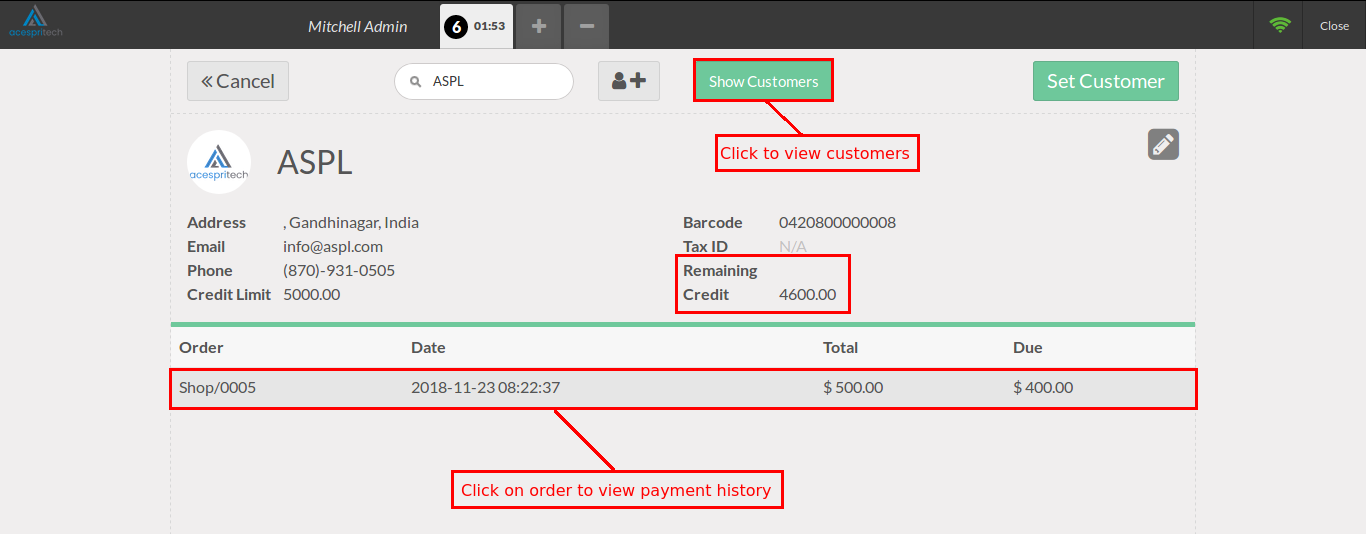 acespritech
Mitchell Admin
6 01:53
+
−
Close
« Cancel
ASPL
+
Show Customers
Set Customer
Click to view customers
acespritech
ASPL
Address , Gandhinagar, India
Barcode 0420800000008
Email info@aspl.com
Tax ID N/A
Phone (870)-931-0505
Remaining
Credit Limit 5000.00
Credit 4600.00
Order Date Total Due
Shop/0005 2018-11-23 08:22:37 $ 500.00 $ 400.00
Click on order to view payment history